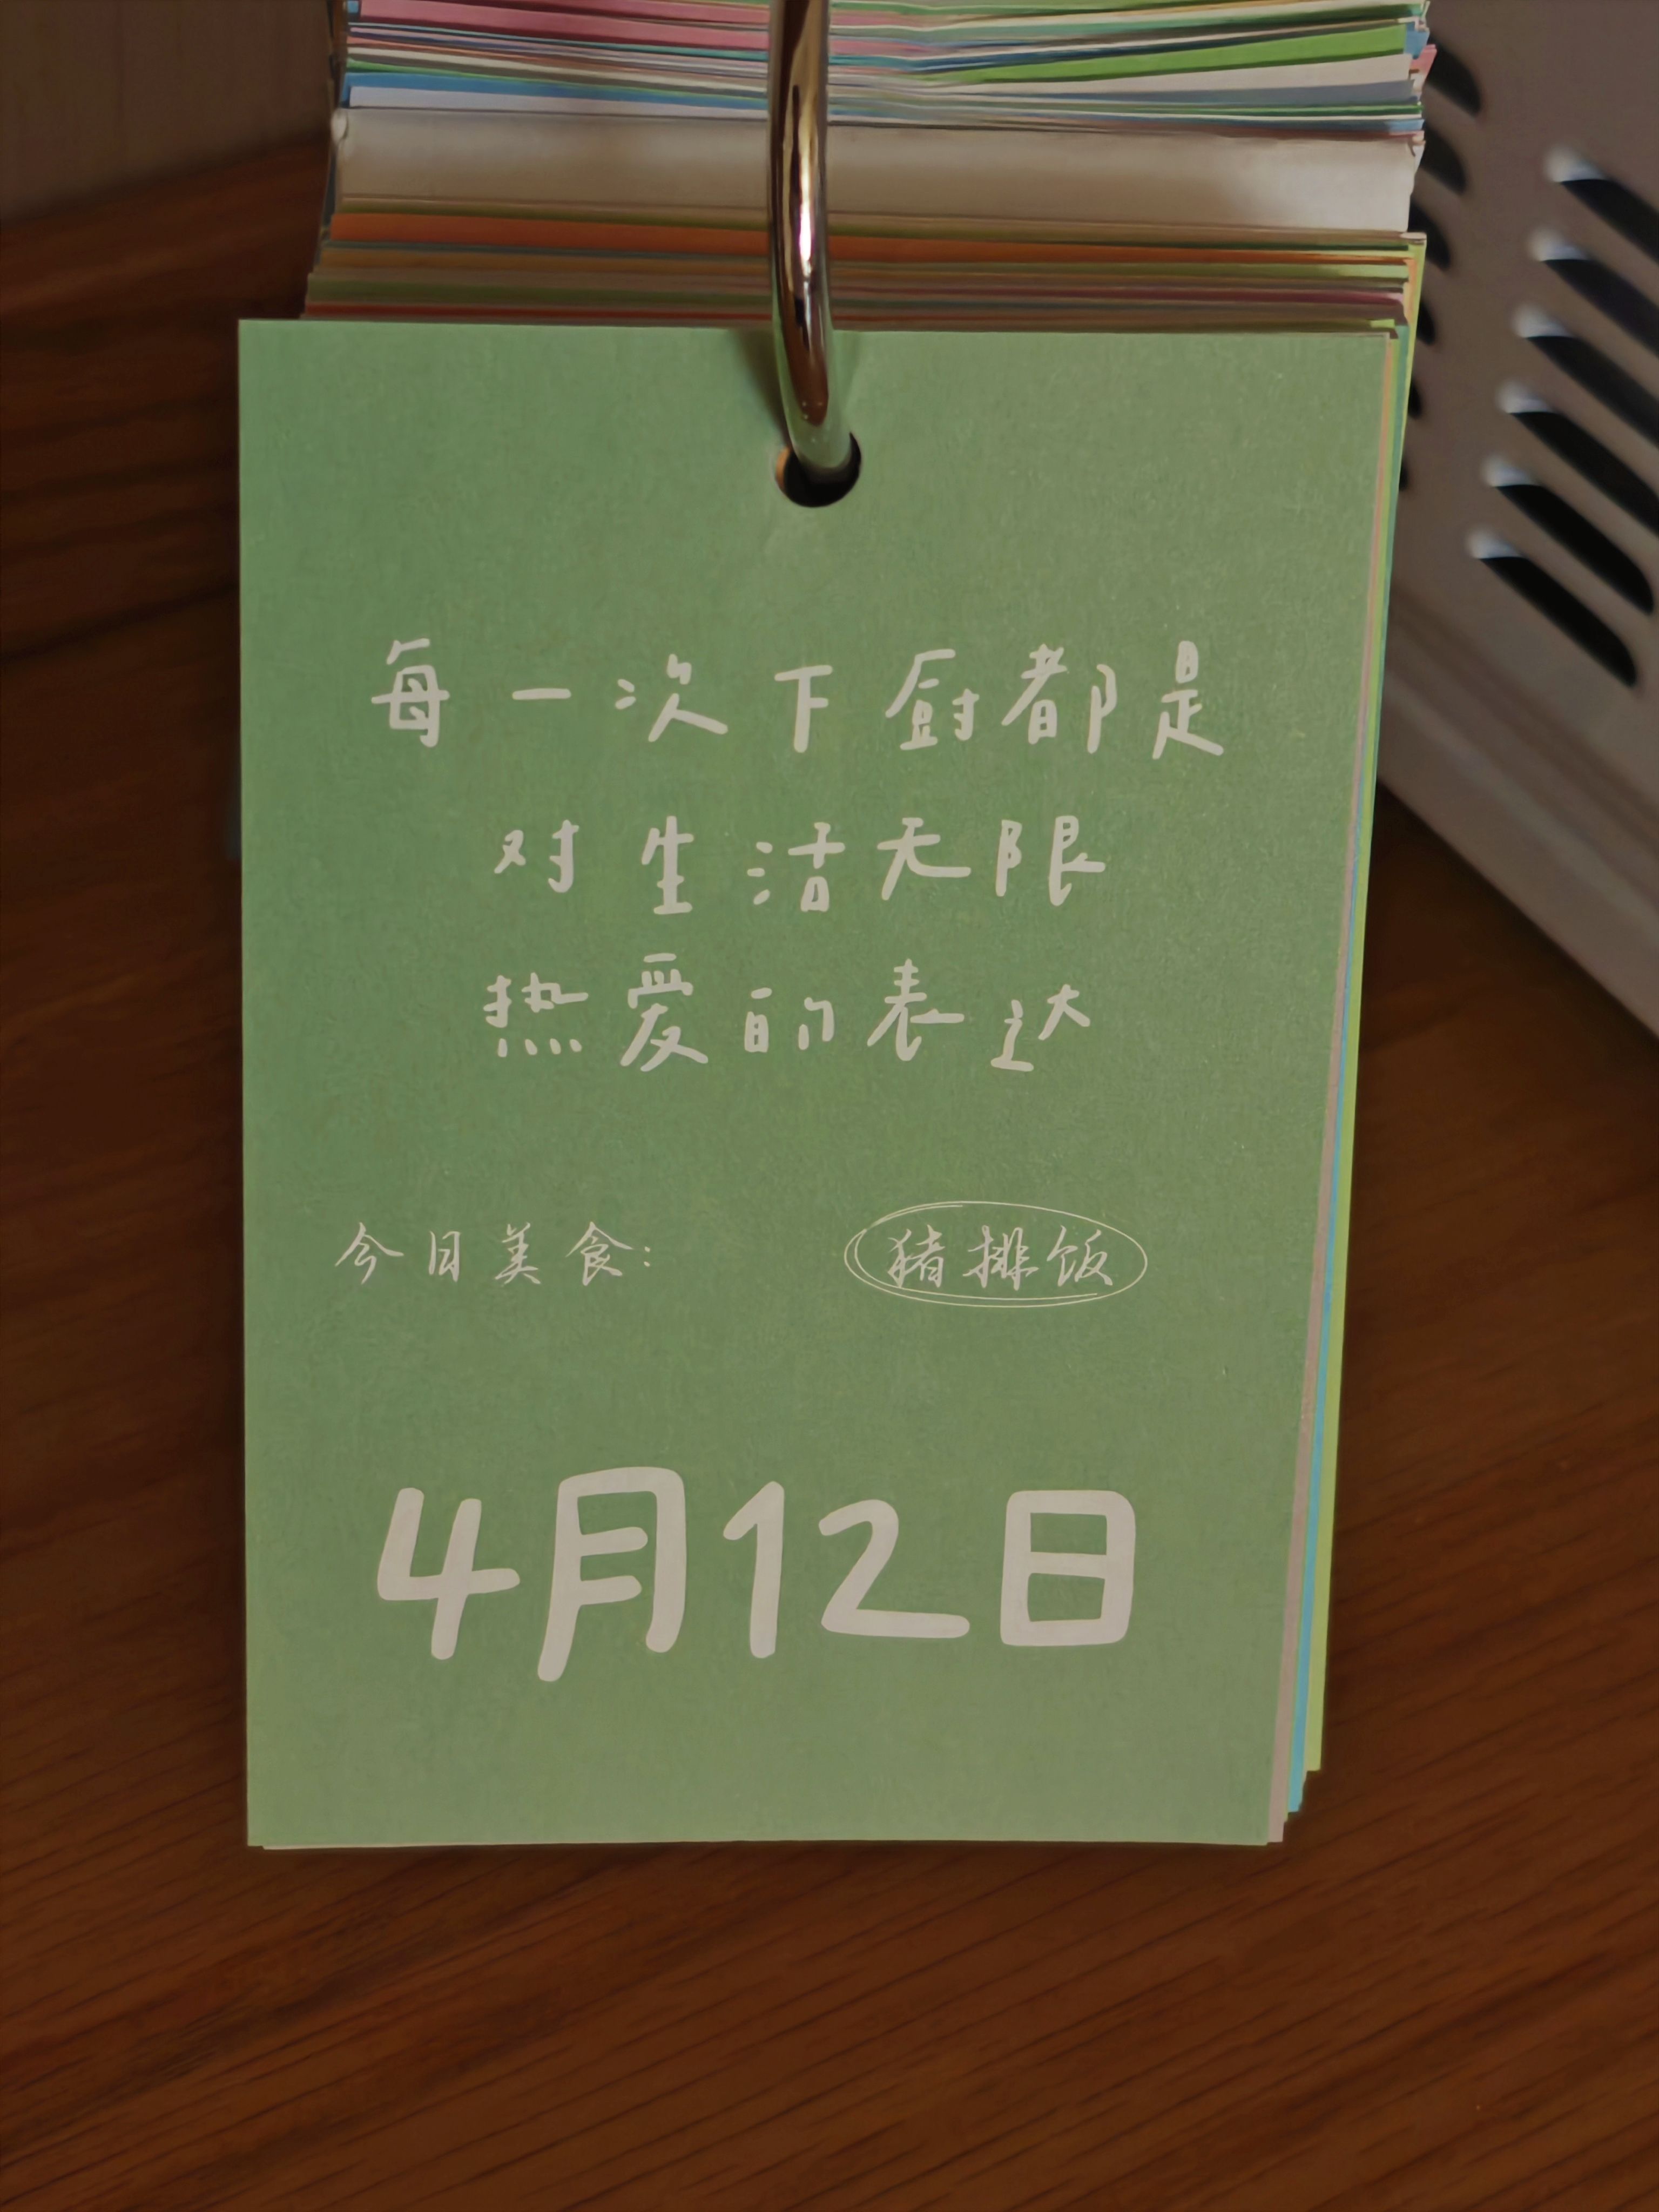 每一次下厨都是
对生活无限
热爱的表达
今日美食: 猪排饭
4月12日